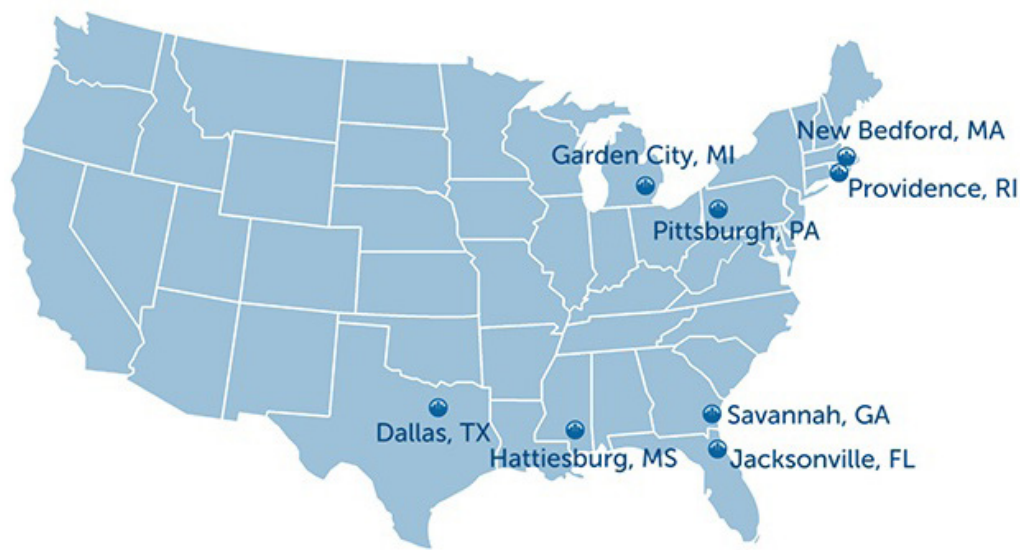 New Bedford, MA
Garden City, MI
Providence, RI
Pittsburgh, PA
Savannah, GA
Dallas, TX
Hattiesburg, MS
Jacksonville, FL